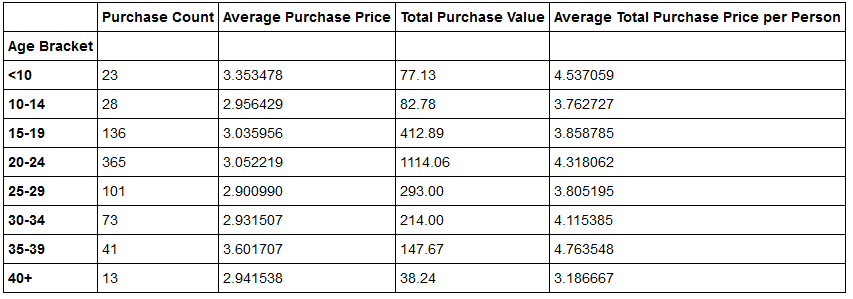 Purchase Count Average Purchase Price Total Purchase Value Average Total Purchase Price per Person
Age Bracket
<10 23 3.353478 77.13 4.537059
10-14 28 2.956429 82.78 3.762727
15-19 136 3.035956 412.89 3.858785
20-24 365 3.052219 1114.06 4.318062
25-29 101 2.900990 293.00 3.805195
30-34 73 2.931507 214.00 4.115385
35-39 41 3.601707 147.67 4.763548
40+ 13 2.941538 38.24 3.186667